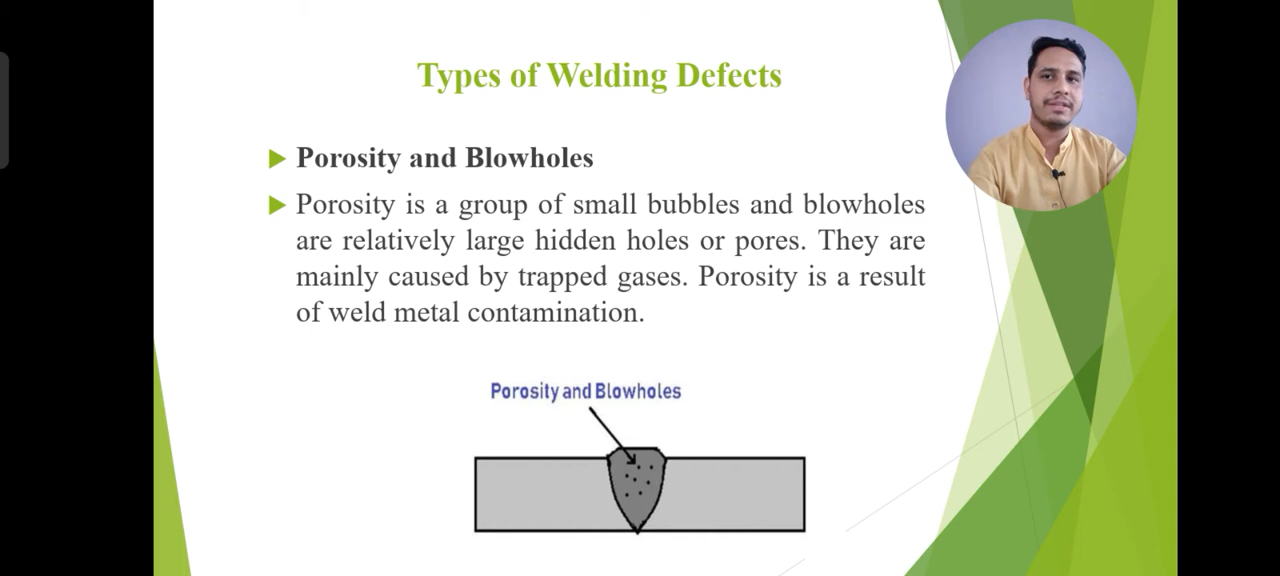 Types of Welding Defects
Porosity and Blowholes
Porosity is a group of small bubbles and blowholes
are relatively large hidden holes or pores. They are
mainly caused by trapped gases. Porosity is a result
of weld metal contamination.
Porosity and Blowholes